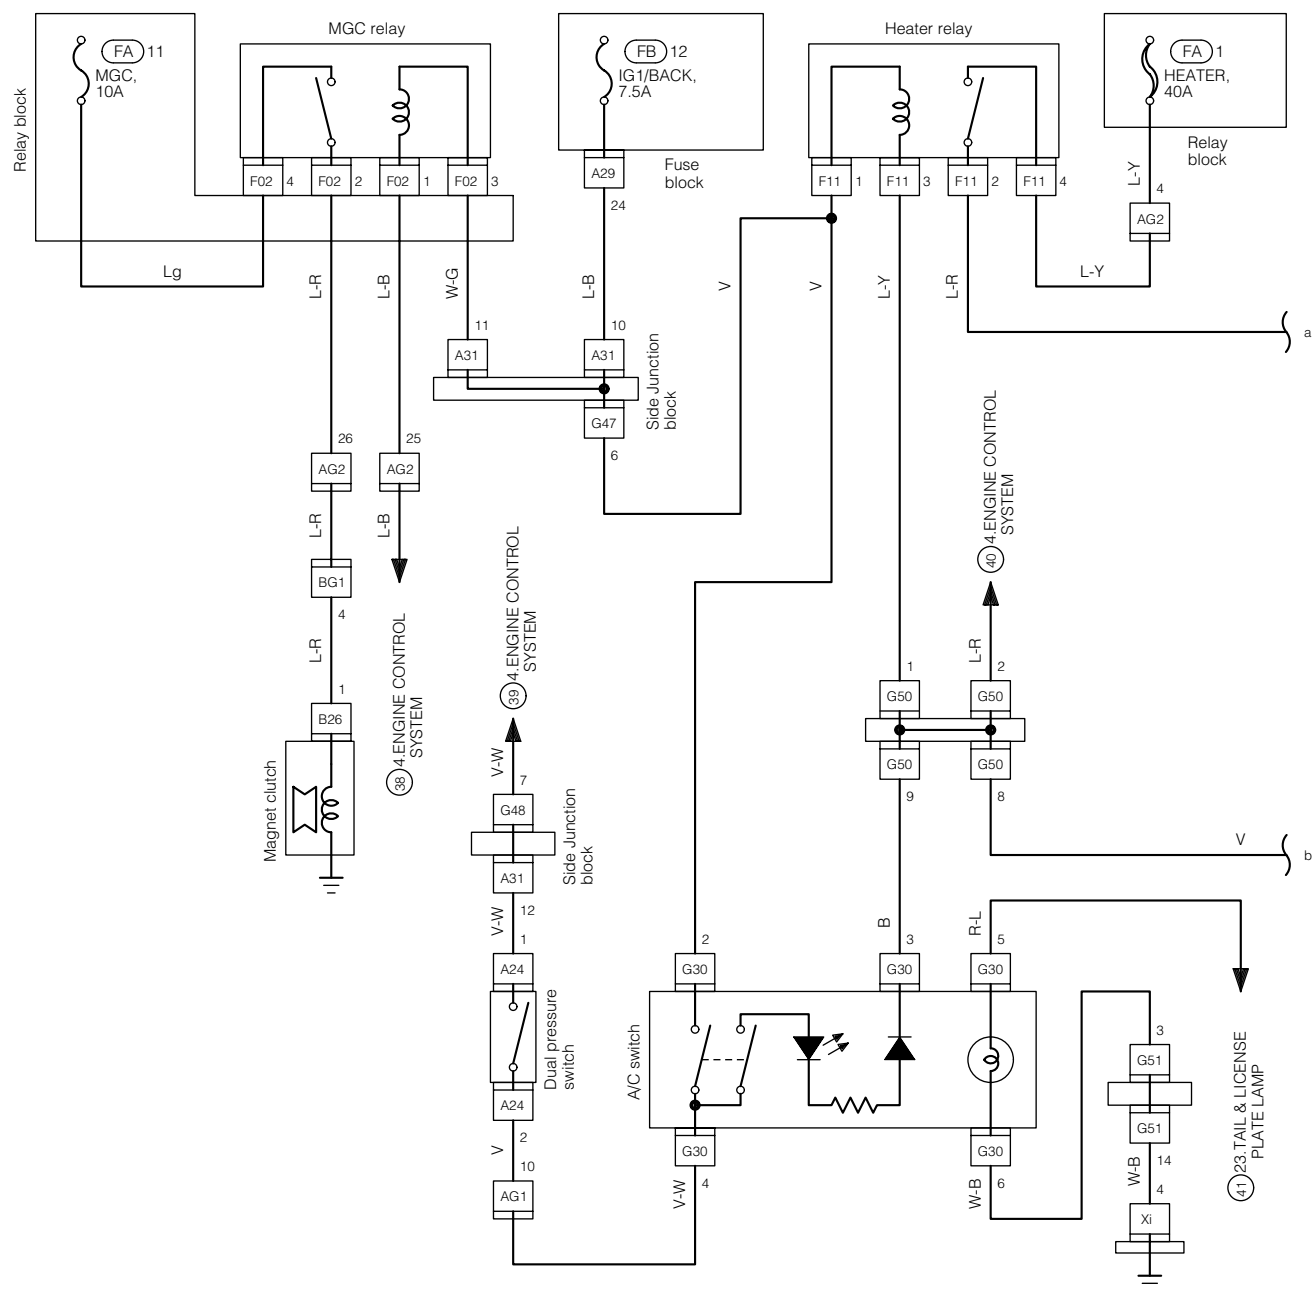 MGC relay
Heater relay
FA 11
MGC,
10A
FB 12
IG1/BACK,
7.5A
FA 1
HEATER,
40A
Relay block
Fuse
block
Relay
block
F02 4
F02 2
F02 1
F02 3
A29
24
F11 1
F11 3
F11 2
F11 4
L-Y
4
AG2
Lg
L-R
L-B
W-G
L-B
V
V
L-Y
L-R
L-Y
a
11
10
A31
A31
Side Junction
block
G47
6
26
25
AG2
AG2
L-R
L-B
BG1
4
L-R
1
B26
Magnet clutch
38 4.ENGINE CONTROL
SYSTEM
39 4.ENGINE CONTROL
SYSTEM
40 4.ENGINE CONTROL
SYSTEM
V-W
7
G48
Side Junction
block
A31
12
V-W
1
A24
Dual pressure
switch
A24
2
V
10
AG1
L-R
1
2
G50
G50
G50
G50
9
8
V
b
B
R-L
2
3
5
G30
G30
G30
A/C switch
G30
G30
V-W
4
W-B
6
3
G51
G51
W-B
14
4
Xi
41 23.TAIL & LICENSE
PLATE LAMP